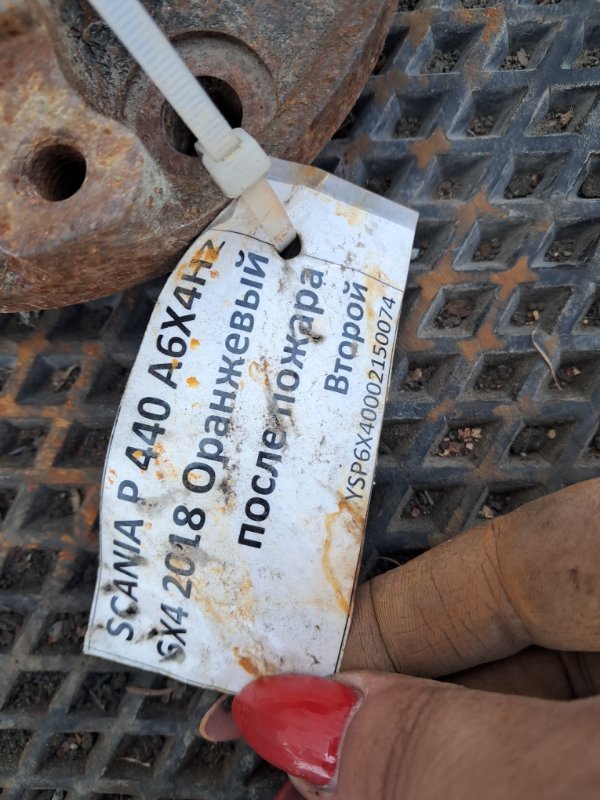 SCANIA P 440 A6X4Hz
6X4 2018 Оранжевый
после пожара
Второй
YSP6X40002150074